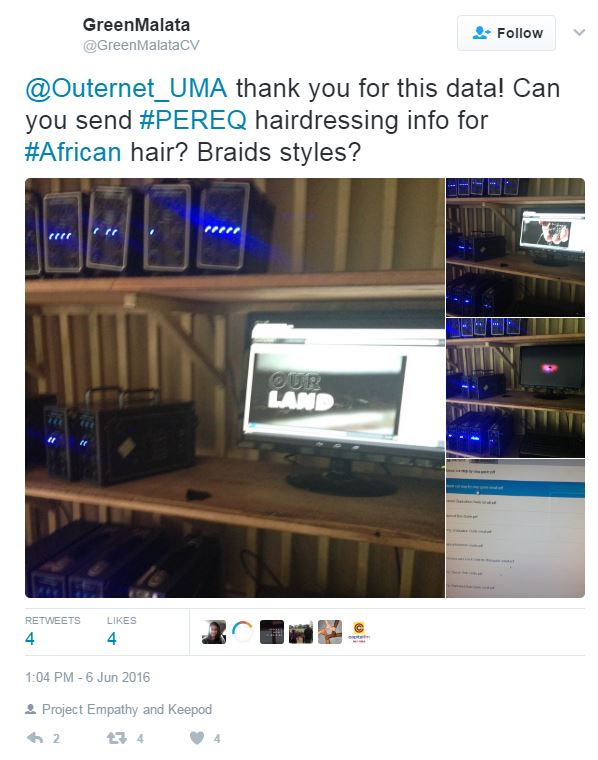 GreenMalata
@GreenMalataCV
Follow
@Outernet_UMA thank you for this data! Can
you send #PEREQ hairdressing info for
#African hair? Braids styles?
OUR
LAND
RETWEETS LIKES
4 4
1:04 PM - 6 Jun 2016
Project Empathy and Keepod
2 4 4